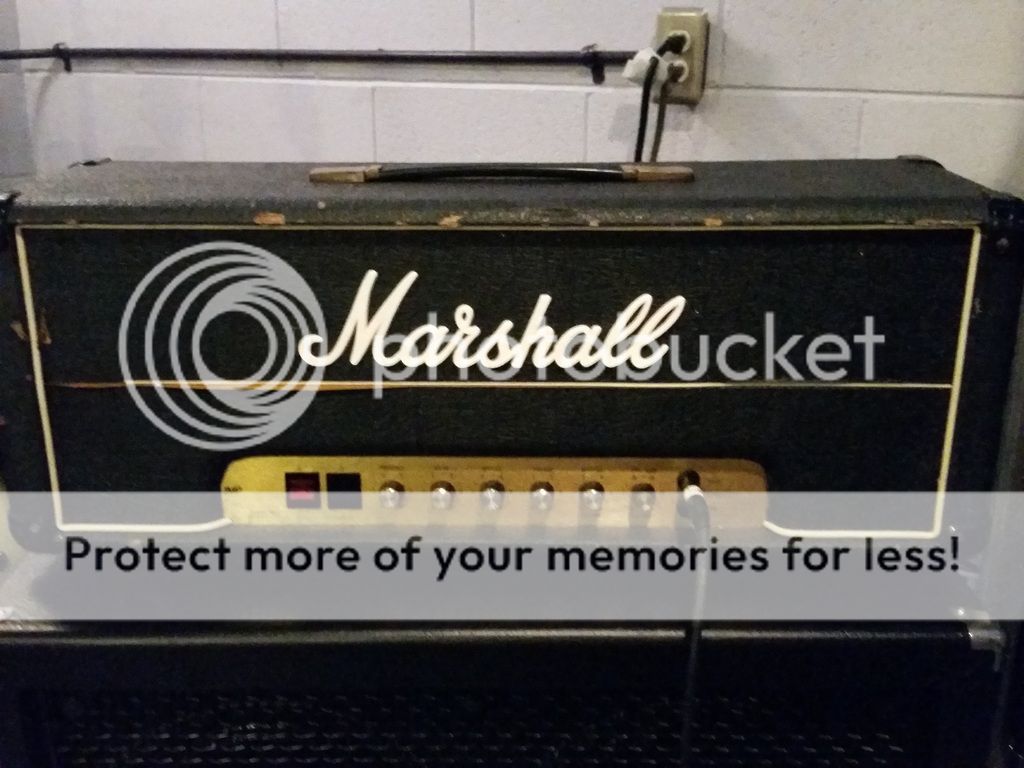 Marshall
photobucket
Protect more of your memories for less!